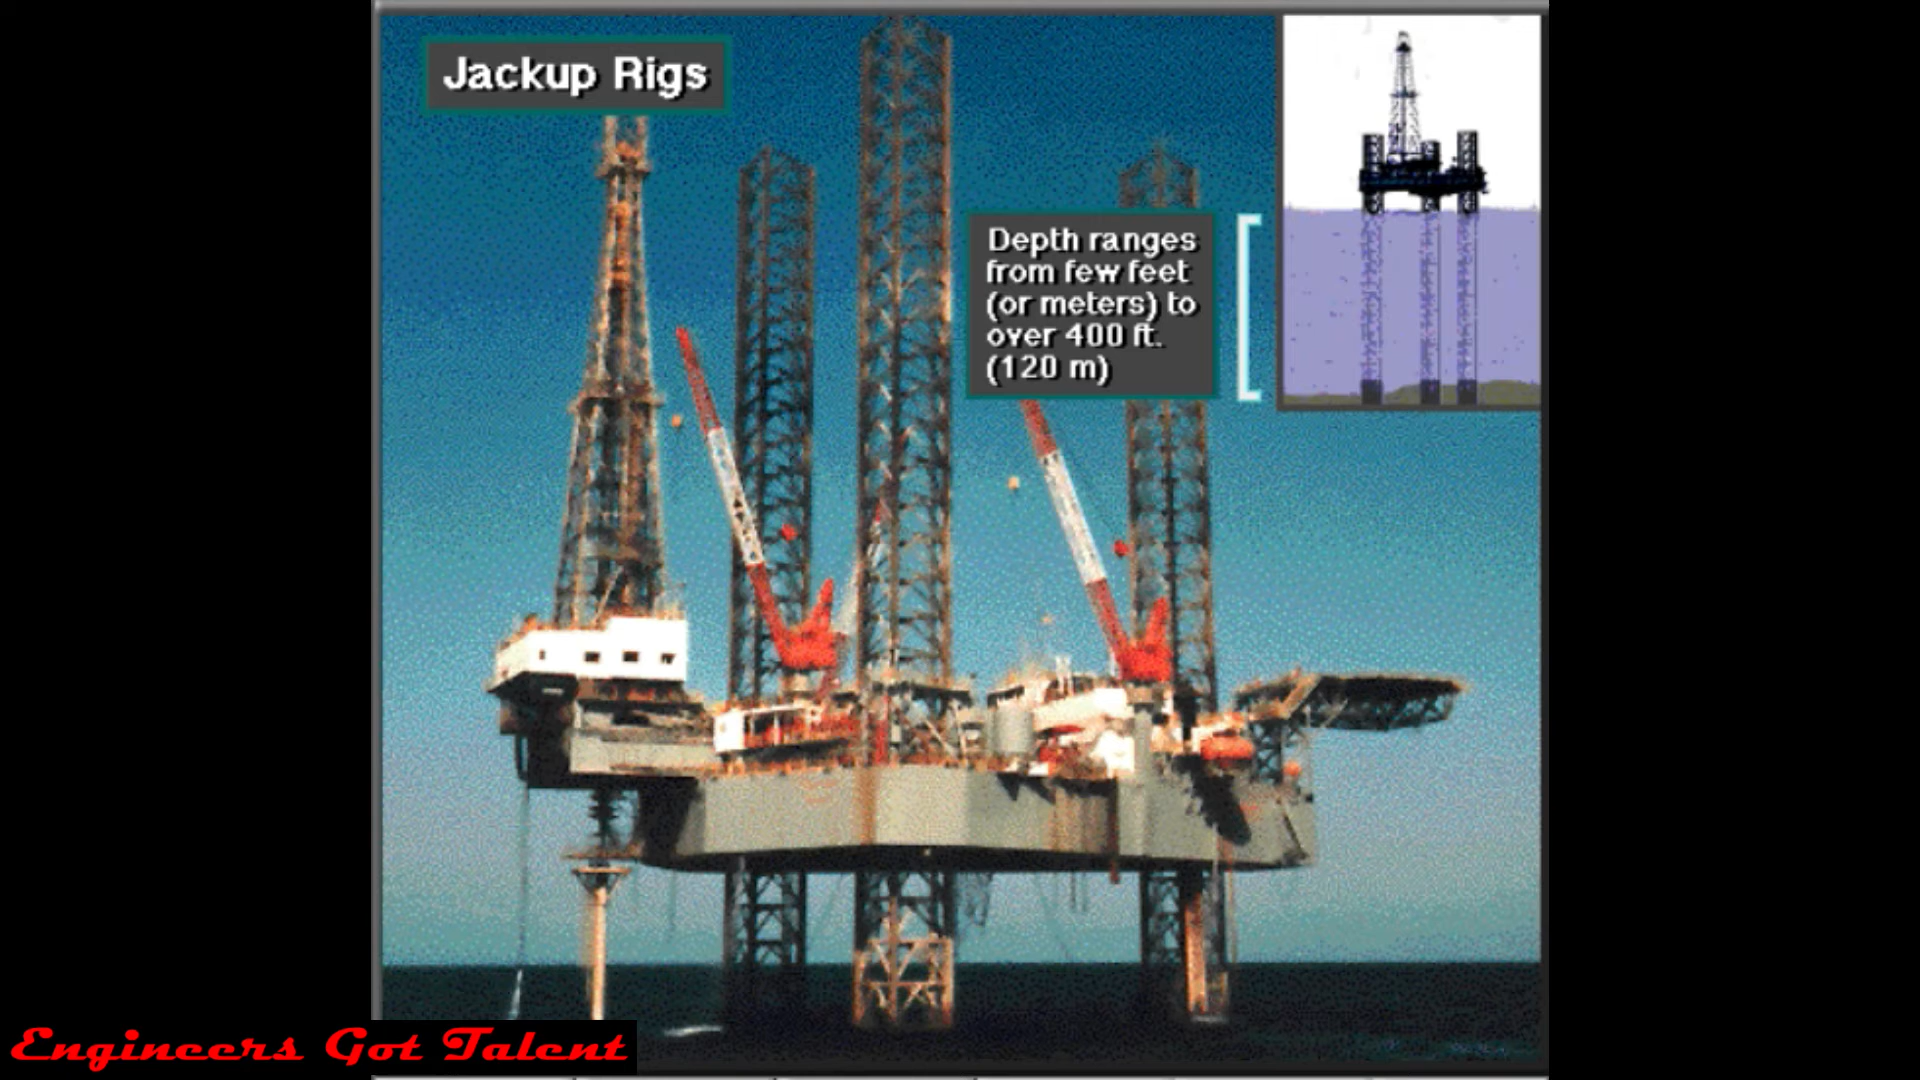 Jackup Rigs
Depth ranges
from few feet
(or meters) to
over 400 ft.
(120 m)
Engineers Got Talent